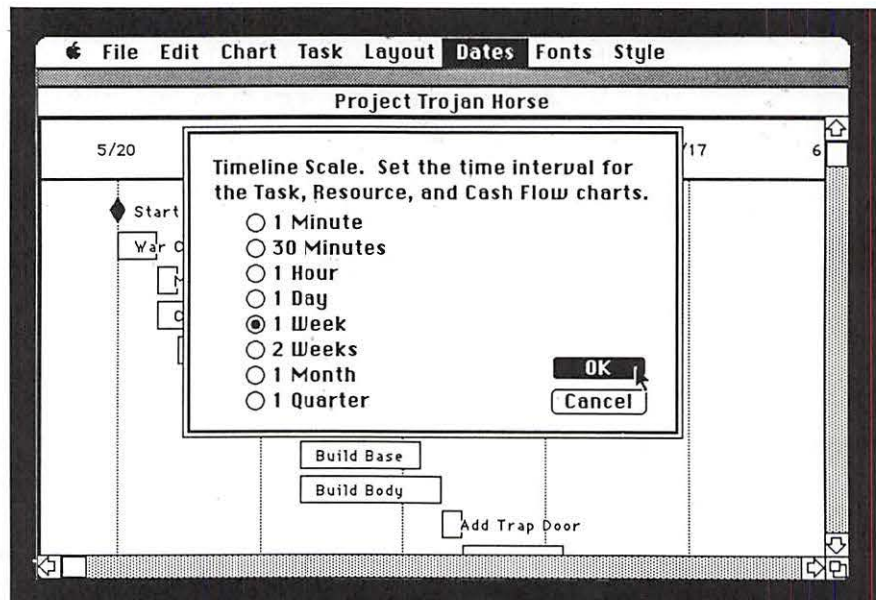 File Edit Chart Task Layout Dates Fonts Style
Project Trojan Horse
5/20
/17
6
Timeline Scale. Set the time interval for
the Task, Resource, and Cash Flow charts.
1 Minute
30 Minutes
1 Hour
1 Day
1 Week
2 Weeks
1 Month
1 Quarter
OK
Cancel
Start
War C
M
C
Build Base
Build Body
Add Trap Door